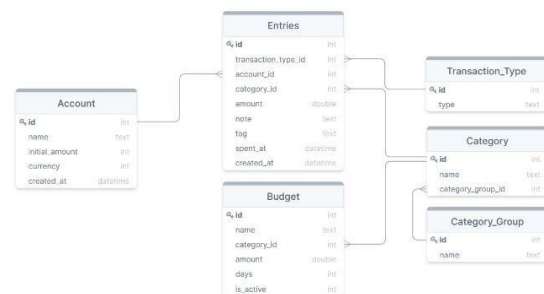 Entries
id int
transaction_type_id int
account_id int
category_id int
amount double
note text
tag text
spent_at datetime
created_at datetime
Account
id int
name text
initial_amount int
currency int
created_at datetime
Transaction_Type
id int
type text
Category
id int
name text
category_group_id int
Budget
id int
name text
category_id int
amount double
days int
is_active int
Category_Group
id int
name text